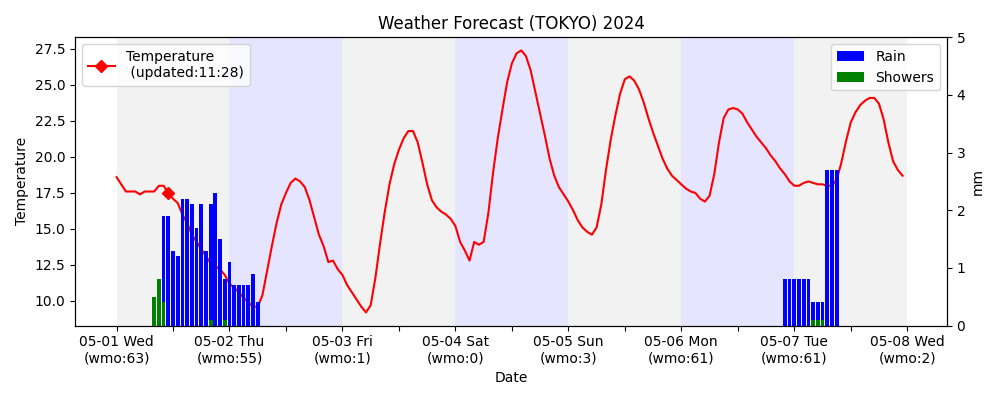 Weather Forecast (TOKYO) 2024
Temperature
(updated:11:28)
Rain
Showers
Temperature
27.5
25.0
22.5
20.0
17.5
15.0
12.5
10.0
5
4
3
2
1
0
mm
05-01 Wed
(wmo:63)
05-02 Thu
(wmo:55)
05-03 Fri
(wmo:1)
05-04 Sat
(wmo:0)
05-05 Sun
(wmo:3)
05-06 Mon
(wmo:61)
05-07 Tue
(wmo:61)
05-08 Wed
(wmo:2)
Date